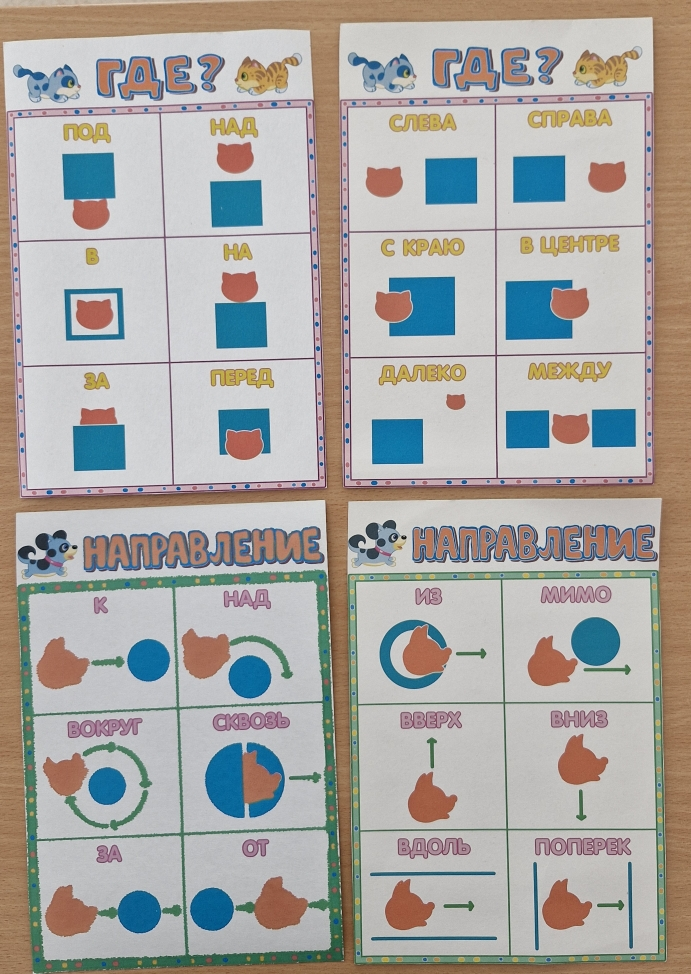 ГДЕ?
ПОД
НАД
В
НА
ЗА
ПЕРЕД
ГДЕ?
СЛЕВА
СПРАВА
С КРАЮ
В ЦЕНТРЕ
ДАЛЕКО
МЕЖДУ
НАПРАВЛЕНИЕ
К
НАД
ВОКРУГ
СКВОЗЬ
ЗА
ОТ
НАПРАВЛЕНИЕ
ИЗ
МИМО
ВВЕРХ
ВНИЗ
ВДОЛЬ
ПОПЕРЕК